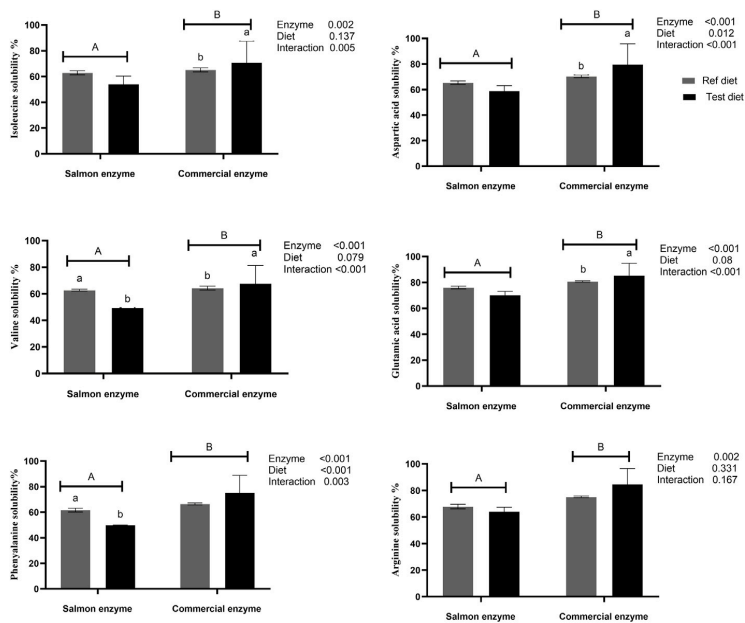 Isoleucine solubility %
100
80
60
40
20
0
A
B
b
a
Salmon enzyme
Commercial enzyme
Enzyme 0.002
Diet 0.137
Interaction 0.005
Aspartic acid solubility %
100
80
60
40
20
0
A
B
b
a
Salmon enzyme
Commercial enzyme
Enzyme <0.001
Diet 0.012
Interaction <0.001
Ref diet
Test diet
Valine solubility %
100
80
60
40
20
0
A
a
b
B
b
a
Salmon enzyme
Commercial enzyme
Enzyme <0.001
Diet 0.079
Interaction <0.001
Glutamic acid solubility%
100
80
60
40
20
0
A
B
b
a
Salmon enzyme
Commercial enzyme
Enzyme <0.001
Diet 0.08
Interaction <0.001
Phenyalanine solubility%
100
80
60
40
20
0
A
a
b
B
Salmon enzyme
Commercial enzyme
Enzyme <0.001
Diet <0.001
Interaction 0.003
Arginine solubility %
100
80
60
40
20
0
A
B
Salmon enzyme
Commercial enzyme
Enzyme 0.002
Diet 0.331
Interaction 0.167